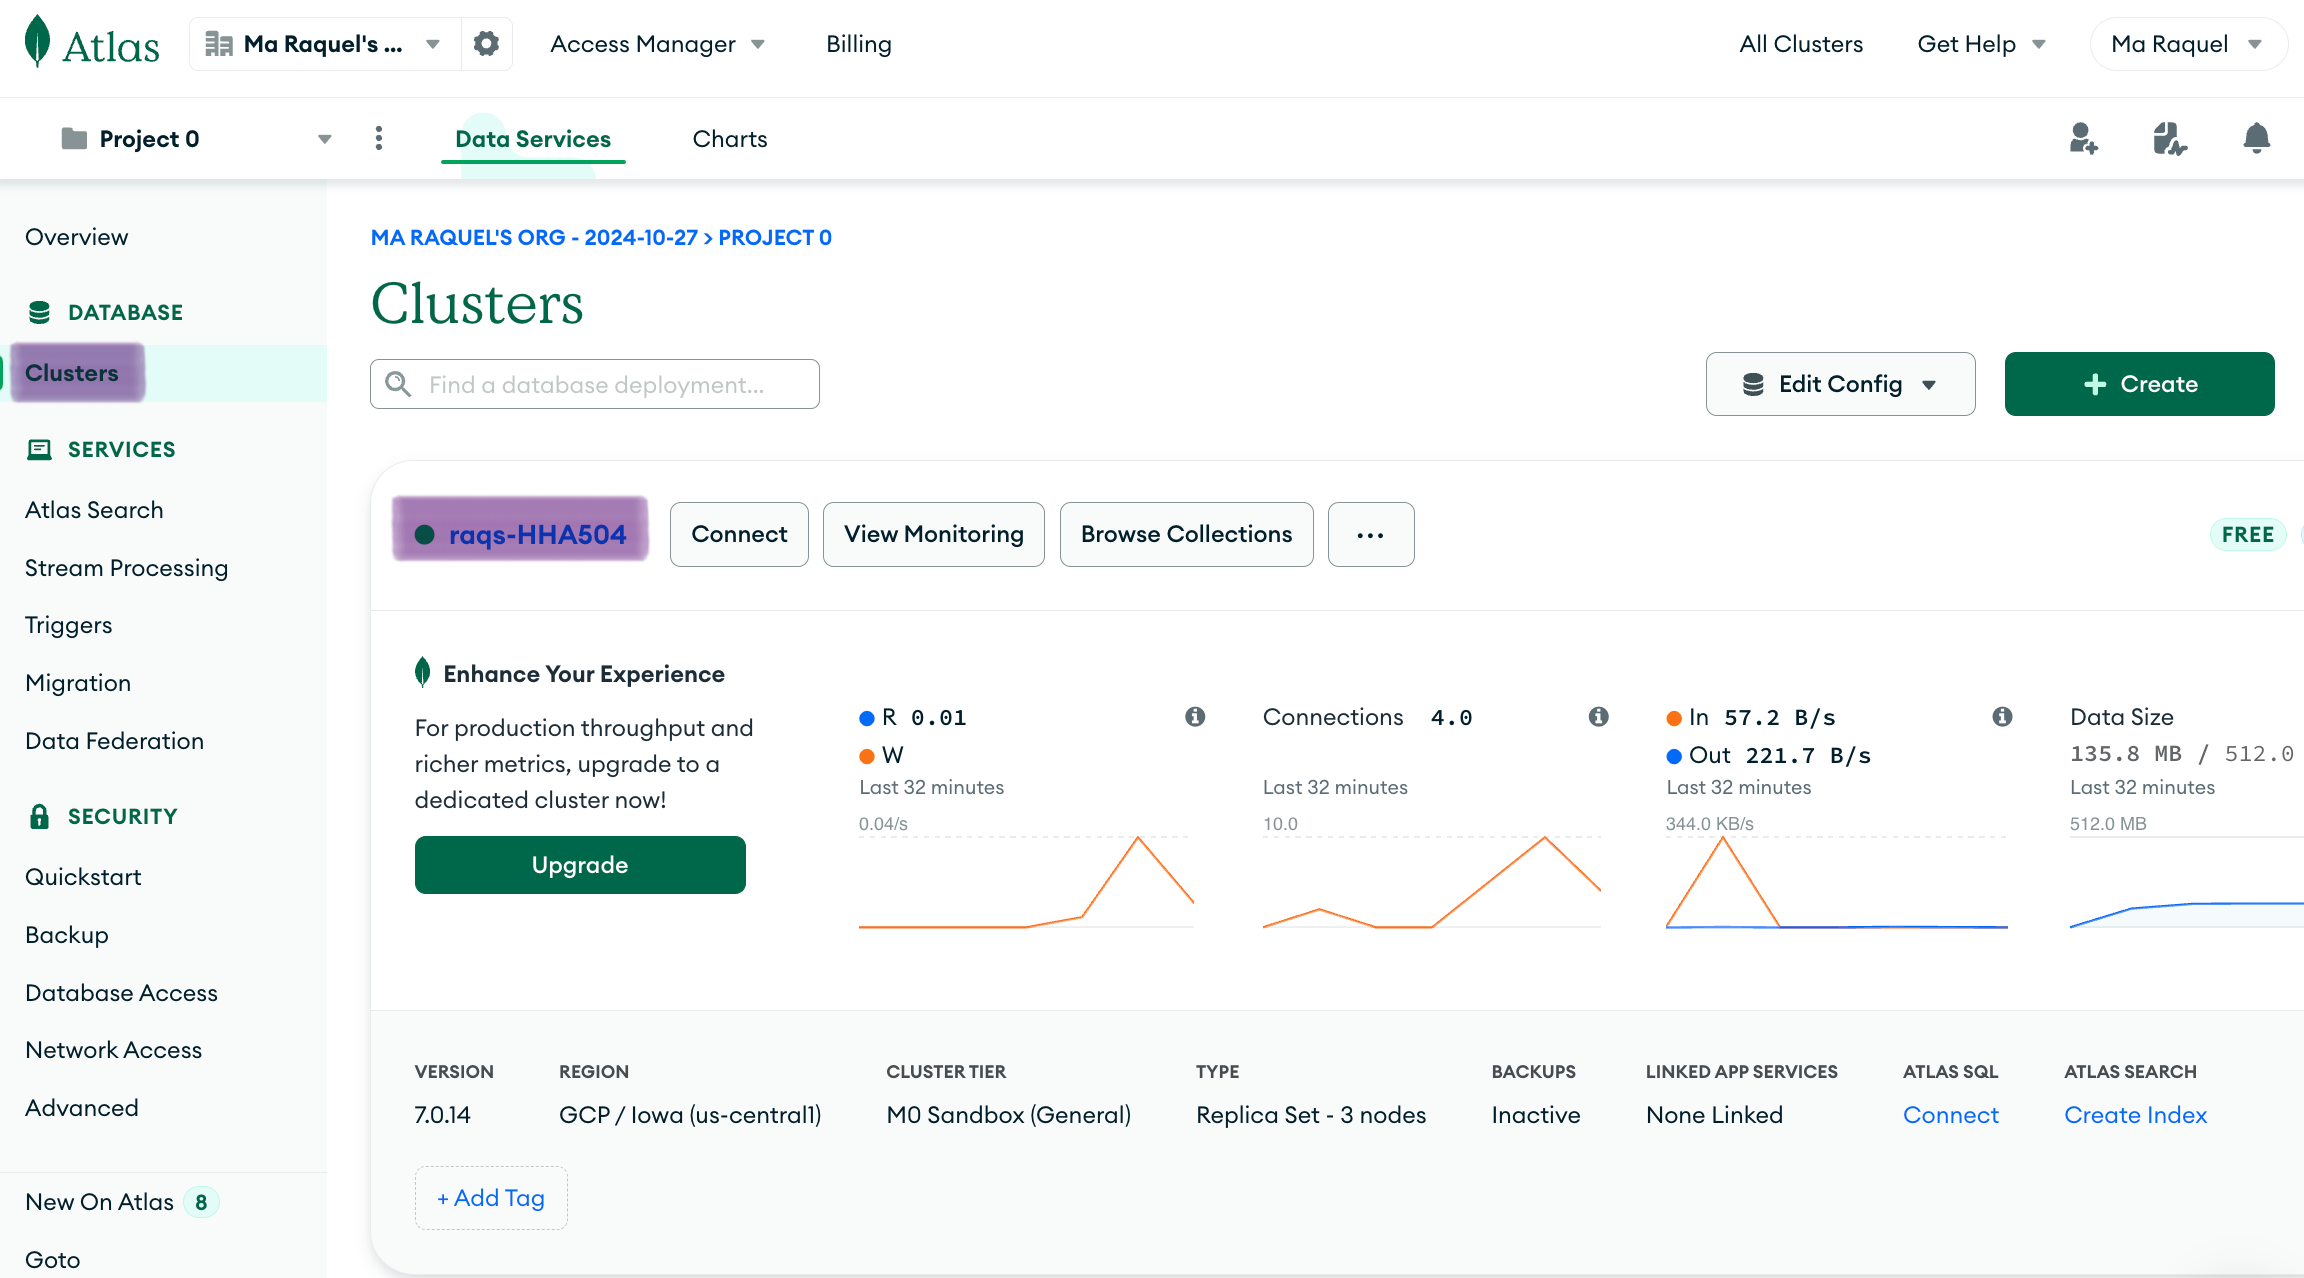 Atlas
Ma Raquel's ...
Access Manager
Billing
All Clusters
Get Help
Ma Raquel
Project 0
Data Services
Charts
Overview
DATABASE
Clusters
SERVICES
Atlas Search
Stream Processing
Triggers
Migration
Data Federation
SECURITY
Quickstart
Backup
Database Access
Network Access
Advanced
New On Atlas 8
Goto
MA RAQUEL'S ORG - 2024-10-27 > PROJECT 0
Clusters
Find a database deployment...
Edit Config
+ Create
raqs-HHA504
Connect
View Monitoring
Browse Collections
...
FREE
Enhance Your Experience
For production throughput and
richer metrics, upgrade to a
dedicated cluster now!
Upgrade
R 0.01
W
Last 32 minutes
0.04/s
Connections 4.0
Last 32 minutes
10.0
In 57.2 B/s
Out 221.7 B/s
Last 32 minutes
344.0 KB/s
Data Size
135.8 MB / 512.0
Last 32 minutes
512.0 MB
VERSION
7.0.14
REGION
GCP / Iowa (us-central1)
CLUSTER TIER
M0 Sandbox (General)
TYPE
Replica Set - 3 nodes
BACKUPS
Inactive
LINKED APP SERVICES
None Linked
ATLAS SQL
Connect
ATLAS SEARCH
Create Index
+ Add Tag